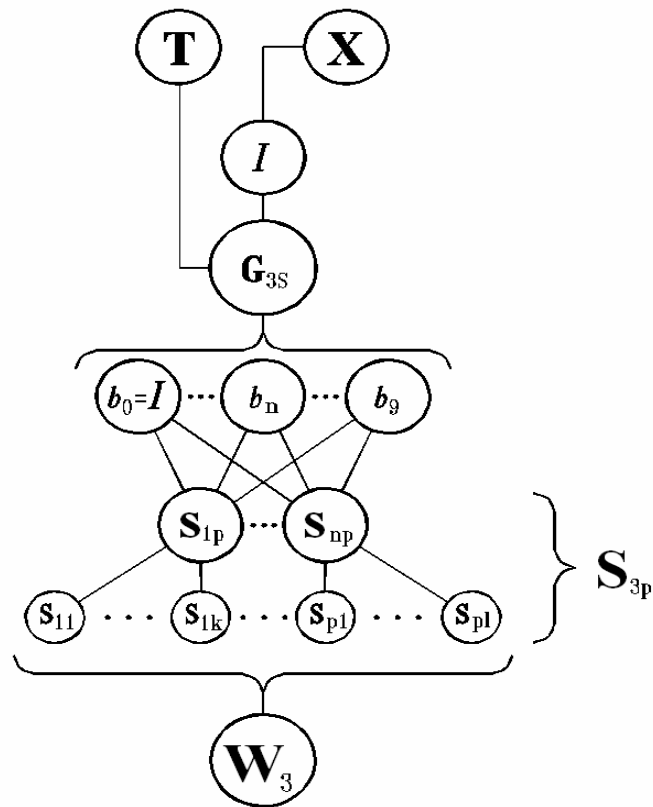 T X
I
G3S
b0=I ... bn ... b9
S1p ... Snp
S3p
S11 . . . . S1k . . . Sp1 . . . . Spl
W3